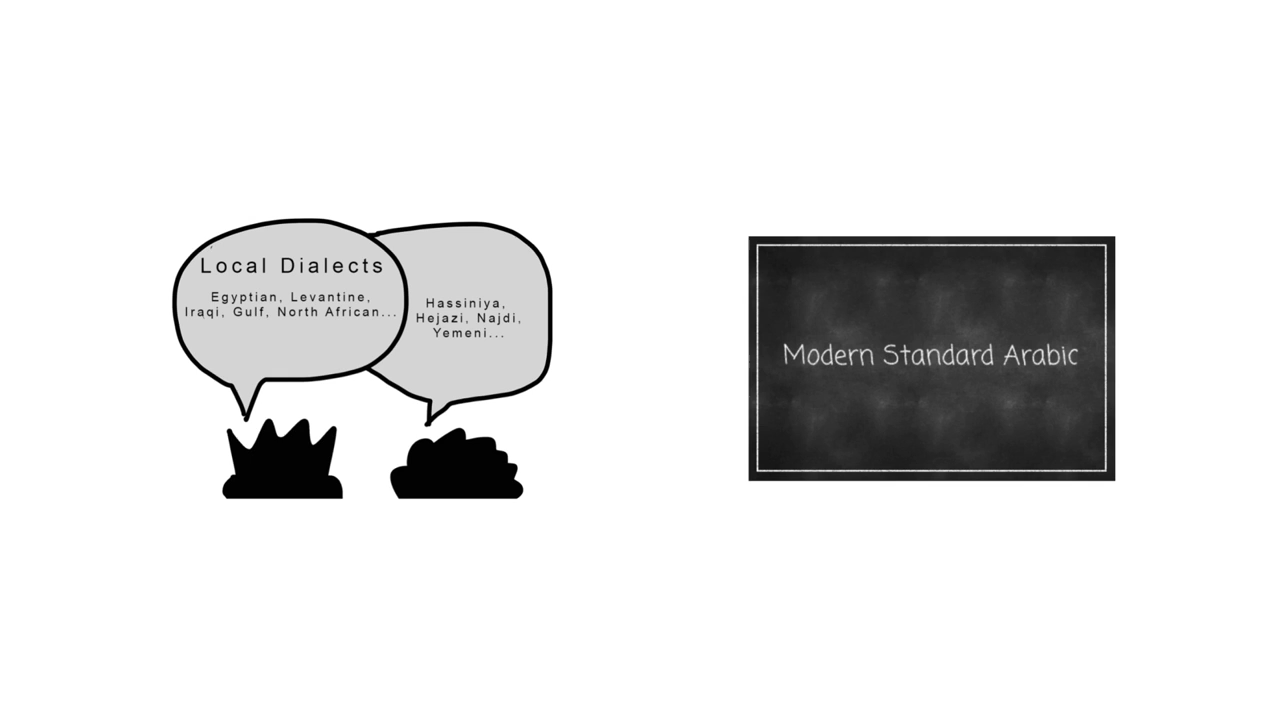 Local Dialects
Egyptian, Levantine,
Iraqi, Gulf, North African...
Hassiniya,
Hejazi, Najdi,
Yemeni...
Modern Standard Arabic